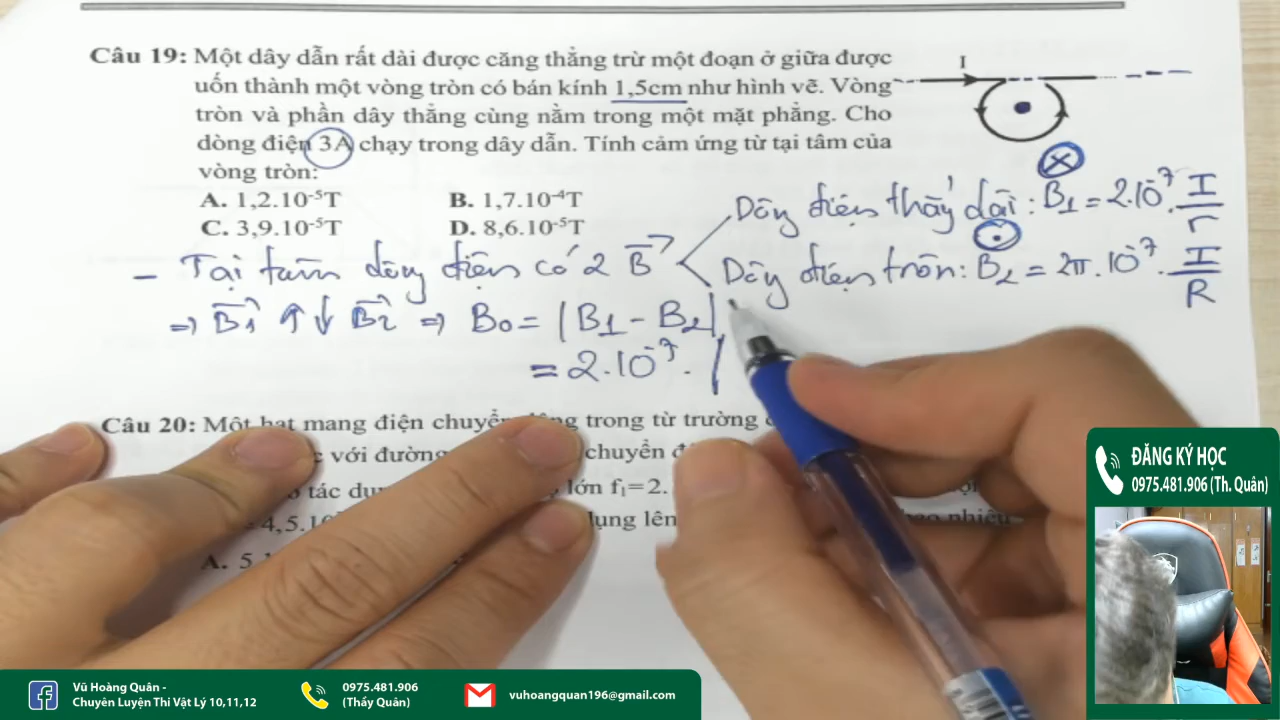 Câu 19: Một dây dẫn rất dài được căng thẳng trừ một đoạn ở giữa được
uốn thành một vòng tròn có bán kính 1,5cm như hình vẽ. Vòng
tròn và phần dây thẳng cùng nằm trong một mặt phẳng. Cho
dòng điện 3A chạy trong dây dẫn. Tính cảm ứng từ tại tâm của
vòng tròn:
I
A. 1,2.10⁻⁵T B. 1,7.10⁻⁴T
C. 3,9.10⁻⁵T D. 8,6.10⁻⁵T
Dây điện thẳng dài: B₁ = 2.10⁻⁷. I/r
- Tại tâm dòng điện có 2 B⃗
Dây điện tròn: B₂ = 2π.10⁻⁷. I/R
⇒ B⃗₁ ↑↓ B⃗₂ ⇒ B₀ = |B₁ - B₂|
= 2.10⁻⁷. |
Câu 20: Một hạt mang điện trong từ trường
với đường chuyển
tác lớn f₁=2.
lên
A. 5
ĐĂNG KÝ HỌC
0975.481.906 (Th. Quân)
Vũ Hoàng Quân -
Chuyên Luyện Thi Vật Lý 10,11,12
0975.481.906
(Thầy Quân)
vuhoangquan196@gmail.com